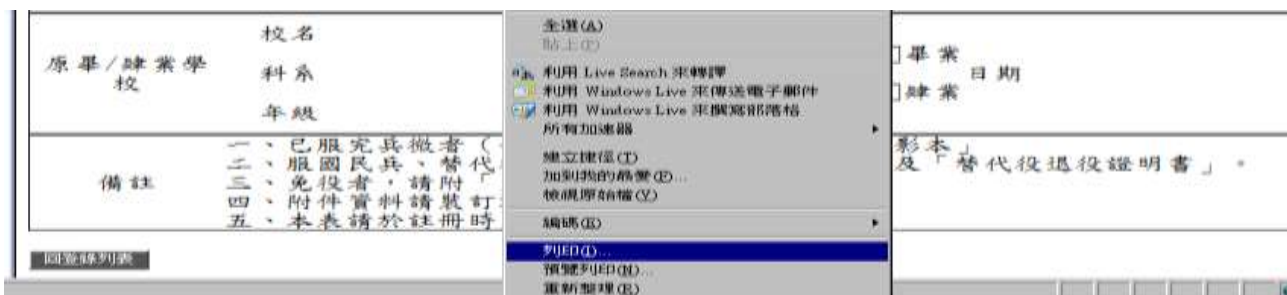 校名
原畢/肄業學校
科系
年級
備註
一、已服完兵
二、服國民兵、替代
三、免役者，請附「
四、附件資料請裝訂
五、本表請於註冊時
回登錄列表
全選(A)
貼上(P)
利用 Live Search 來轉譯
利用 Windows Live 來傳送電子郵件
利用 Windows Live 來撰寫部落格
所有加速器
建立捷徑(T)
加到我的最愛(F)...
檢視原始檔(V)
編碼(E)
列印(I)...
預覽列印(N)...
重新整理(R)
□畢業
日期
□肄業
影本」
及「替代役退役證明書」。